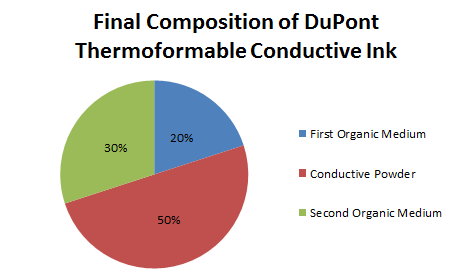 Final Composition of DuPont
Thermoformable Conductive Ink
20%
30%
50%
First Organic Medium
Conductive Powder
Second Organic Medium